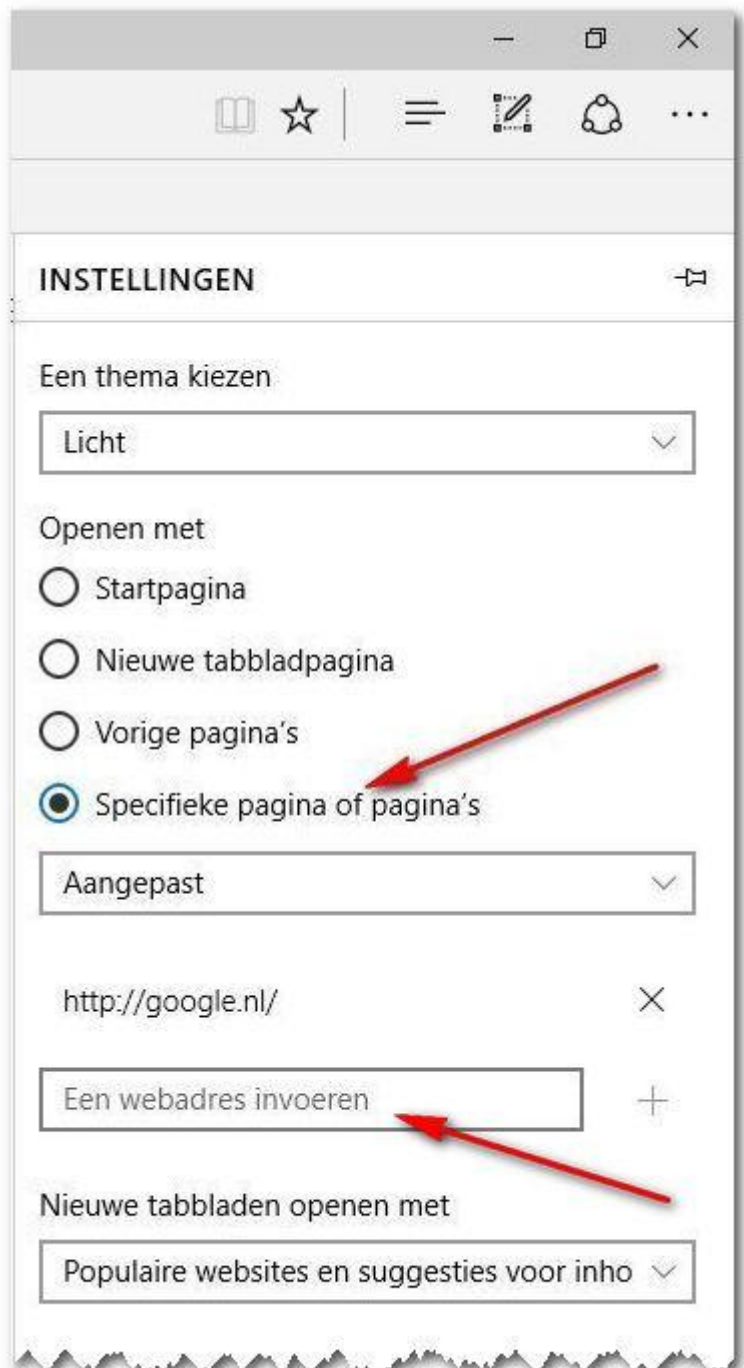 INSTELLINGEN
Een thema kiezen
Licht
Openen met
Startpagina
Nieuwe tabbladpagina
Vorige pagina's
Specifieke pagina of pagina's
Aangepast
http://google.nl/
Een webadres invoeren
Nieuwe tabbladen openen met
Populaire websites en suggesties voor inho